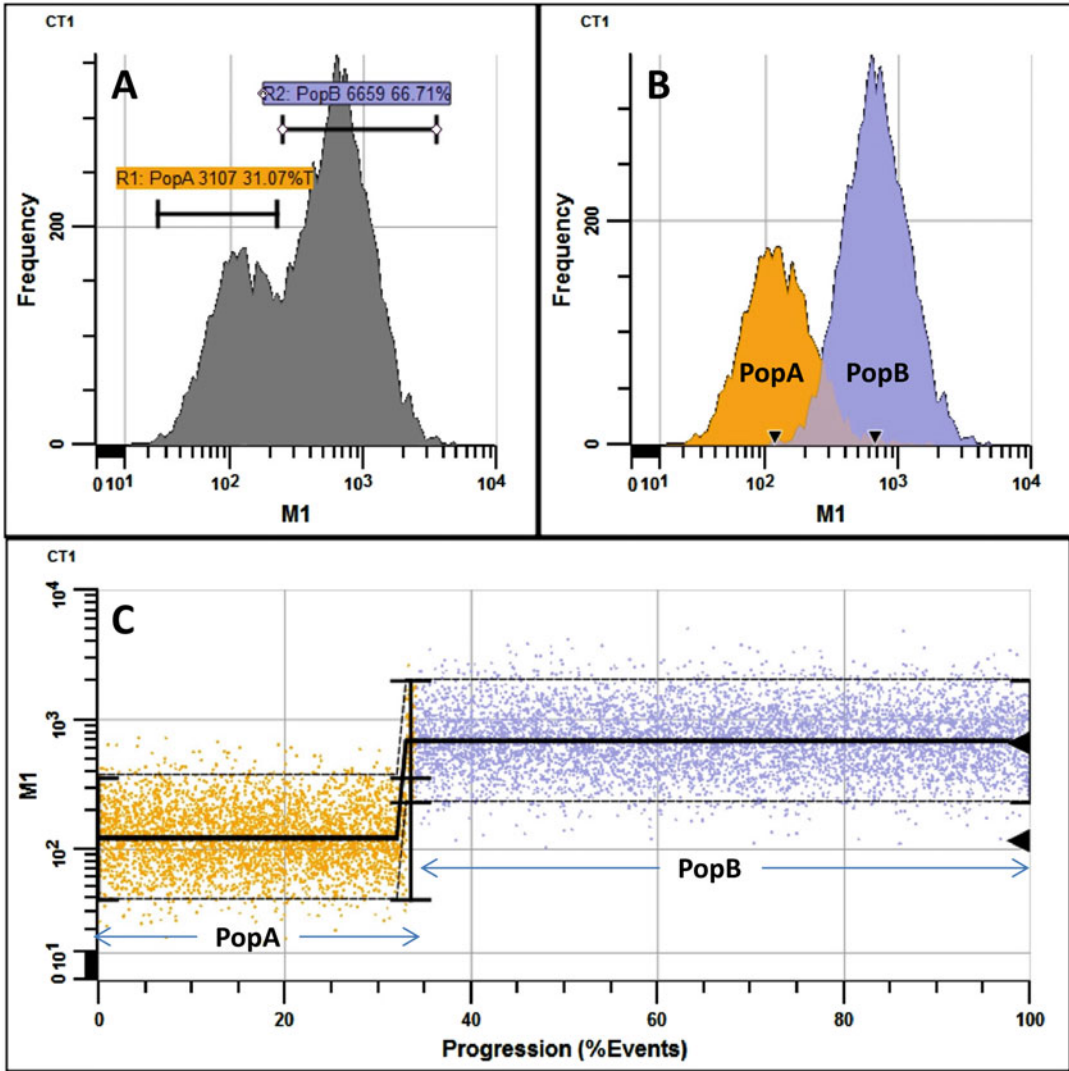 CT1
A
R2: PopB 6659 66.71%
R1: PopA 3107 31.07%T
200
0
Frequency
0 10¹ 10² 10³ 10⁴
M1
CT1
B
200
0
Frequency
PopA PopB
0 10¹ 10² 10³ 10⁴
M1
CT1
C
10⁴
10³
10²
0 10¹
M1
PopB
PopA
0 20 40 60 80 100
Progression (%Events)